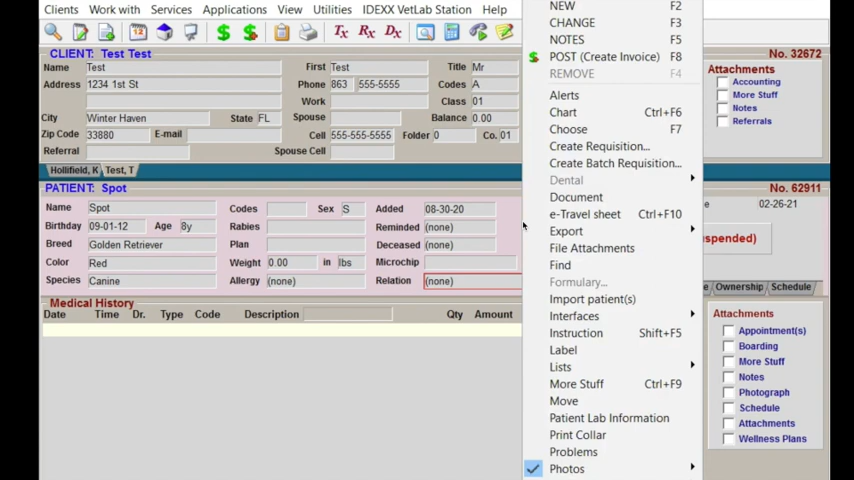 Clients Work with Services Applications View Utilities IDEXX VetLab Station Help
12
$ $ Tx Rx Dx
CLIENT: Test Test
Name Test First Test Title Mr
Address 1234 1st St Phone 863 555-5555 Codes A
Work Class 01
City Winter Haven State FL Spouse Balance 0.00
Zip Code 33880 E-mail Cell 555-555-5555 Folder 0 Co. 01
Referral Spouse Cell
No. 32672
Attachments
Accounting
More Stuff
Notes
Referrals
Hollifield, K Test, T
PATIENT: Spot No. 62911
Name Spot Codes Sex S Added 08-30-20
Birthday 09-01-12 Age 8y Rabies Reminded (none)
Breed Golden Retriever Plan Deceased (none)
Color Red Weight 0.00 in lbs Microchip
Species Canine Allergy (none) Relation (none)
02-26-21
spended)
Ownership Schedule
Medical History
Date Time Dr. Type Code Description Qty Amount
Attachments
Appointment(s)
Boarding
More Stuff
Notes
Photograph
Schedule
Attachments
Wellness Plans
NEW F2
CHANGE F3
NOTES F5
$ POST (Create Invoice) F8
REMOVE F4
Alerts
Chart Ctrl+F6
Choose F7
Create Requisition...
Create Batch Requisition...
Dental
Document
e-Travel sheet Ctrl+F10
Export
File Attachments
Find
Formulary...
Import patient(s)
Interfaces
Instruction Shift+F5
Label
Lists
More Stuff Ctrl+F9
Move
Patient Lab Information
Print Collar
Problems
Photos